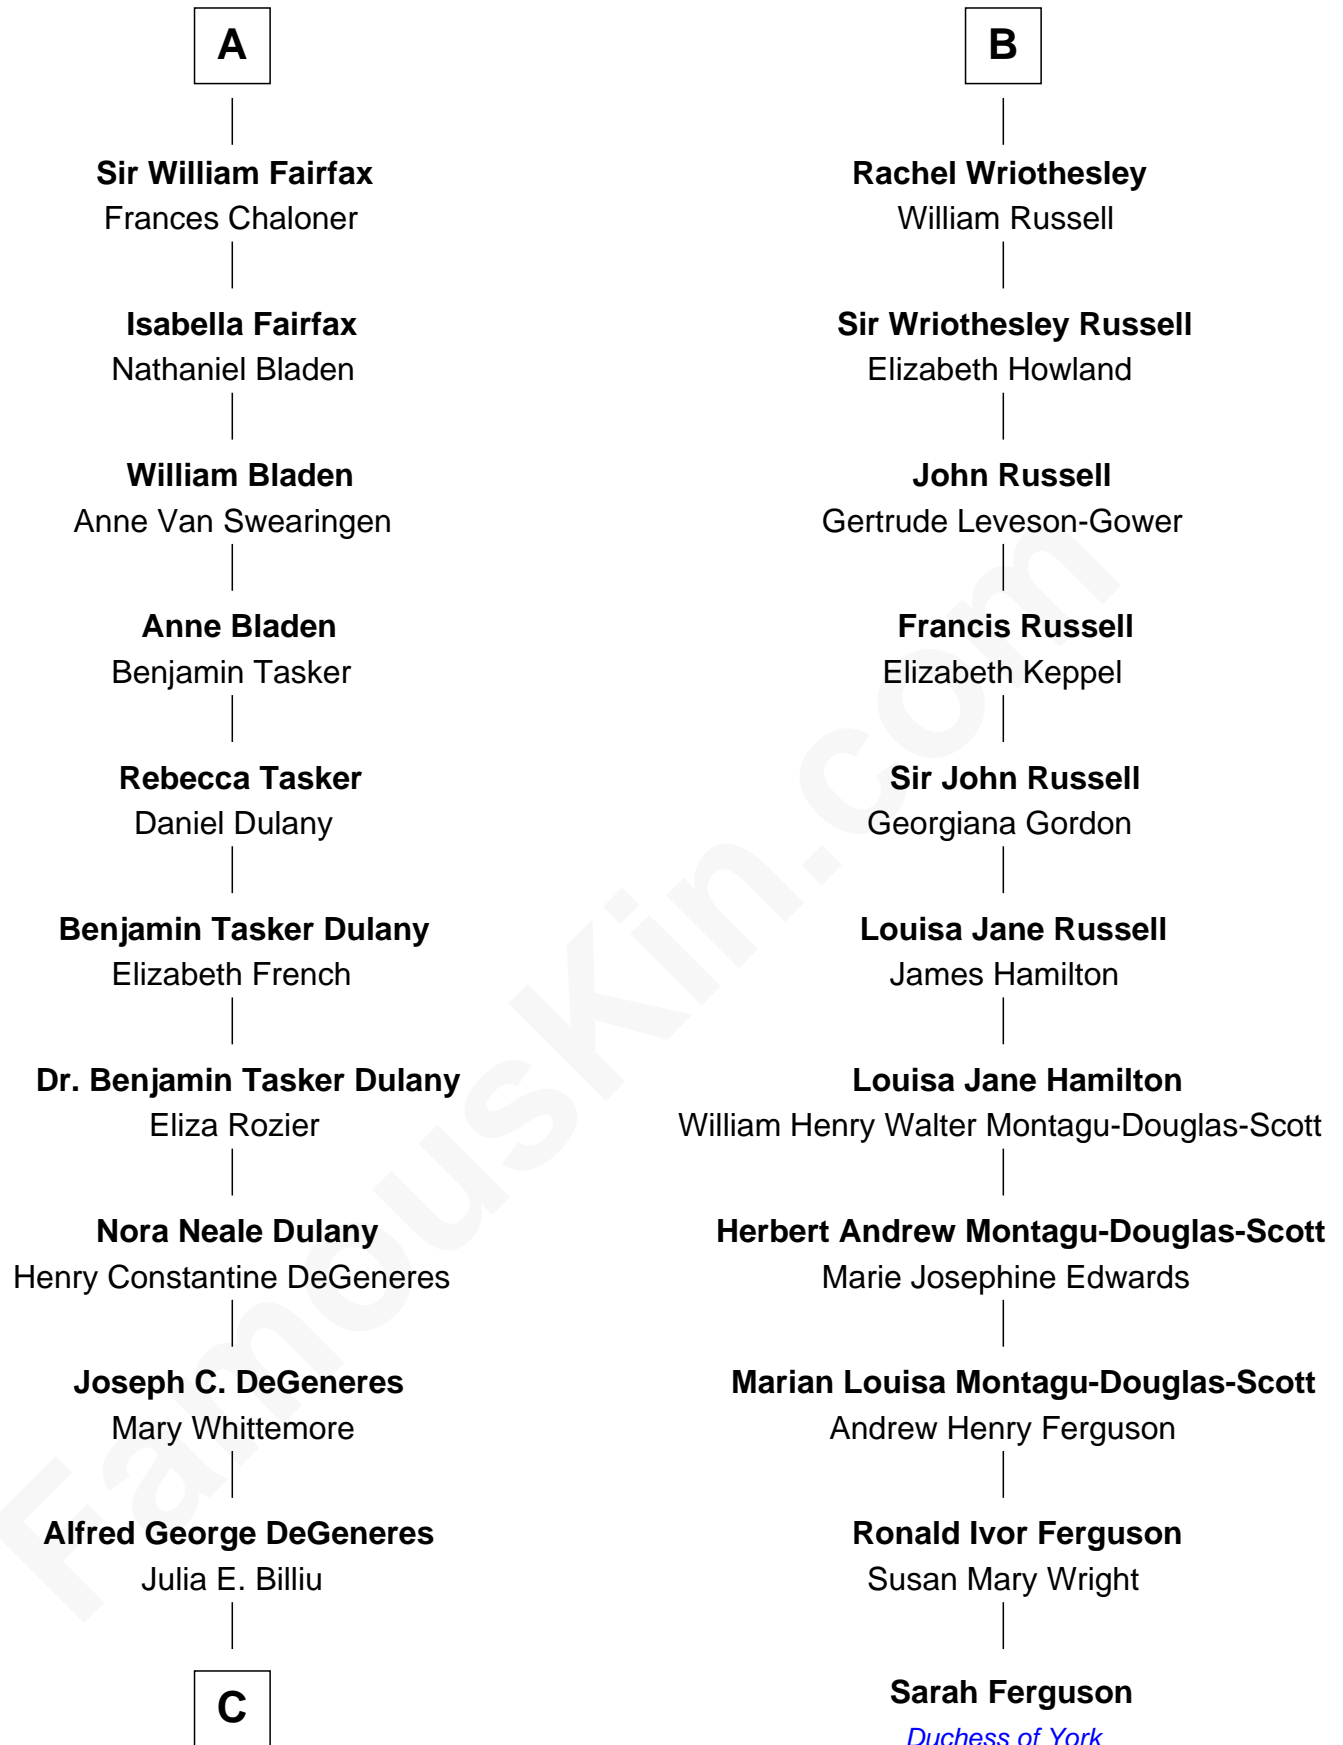 A
Sir William Fairfax
Frances Chaloner
Isabella Fairfax
Nathaniel Bladen
William Bladen
Anne Van Swearingen
Anne Bladen
Benjamin Tasker
Rebecca Tasker
Daniel Dulany
Benjamin Tasker Dulany
Elizabeth French
Dr. Benjamin Tasker Dulany
Eliza Rozier
Nora Neale Dulany
Henry Constantine DeGeneres
Joseph C. DeGeneres
Mary Whittemore
Alfred George DeGeneres
Julia E. Billiu
C
B
Rachel Wriothesley
William Russell
Sir Wriothesley Russell
Elizabeth Howland
John Russell
Gertrude Leveson-Gower
Francis Russell
Elizabeth Keppel
Sir John Russell
Georgiana Gordon
Louisa Jane Russell
James Hamilton
Louisa Jane Hamilton
William Henry Walter Montagu-Douglas-Scott
Herbert Andrew Montagu-Douglas-Scott
Marie Josephine Edwards
Marian Louisa Montagu-Douglas-Scott
Andrew Henry Ferguson
Ronald Ivor Ferguson
Susan Mary Wright
Sarah Ferguson
Duchess of York
FamousKin.com